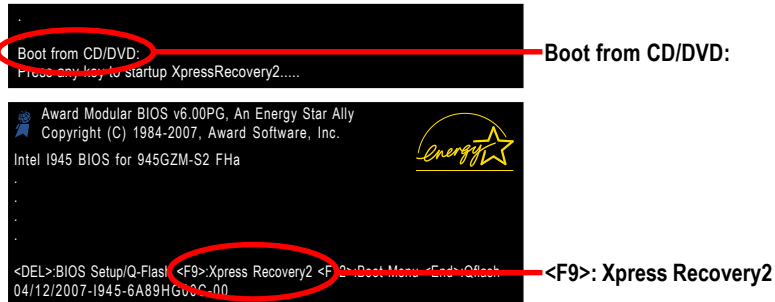 .
Boot from CD/DVD:
Press any key to startup XpressRecovery2.....
Boot from CD/DVD:
Award Modular BIOS v6.00PG, An Energy Star Ally
Copyright (C) 1984-2007, Award Software, Inc.
energy
Intel I945 BIOS for 945GZM-S2 FHa
.
.
.
.
<DEL>:BIOS Setup/Q-Flash <F9>:Xpress Recovery2 <F12>:Boot Menu <End>:Qflash
<F9>: Xpress Recovery2
04/12/2007-I945-6A89HG00C-00